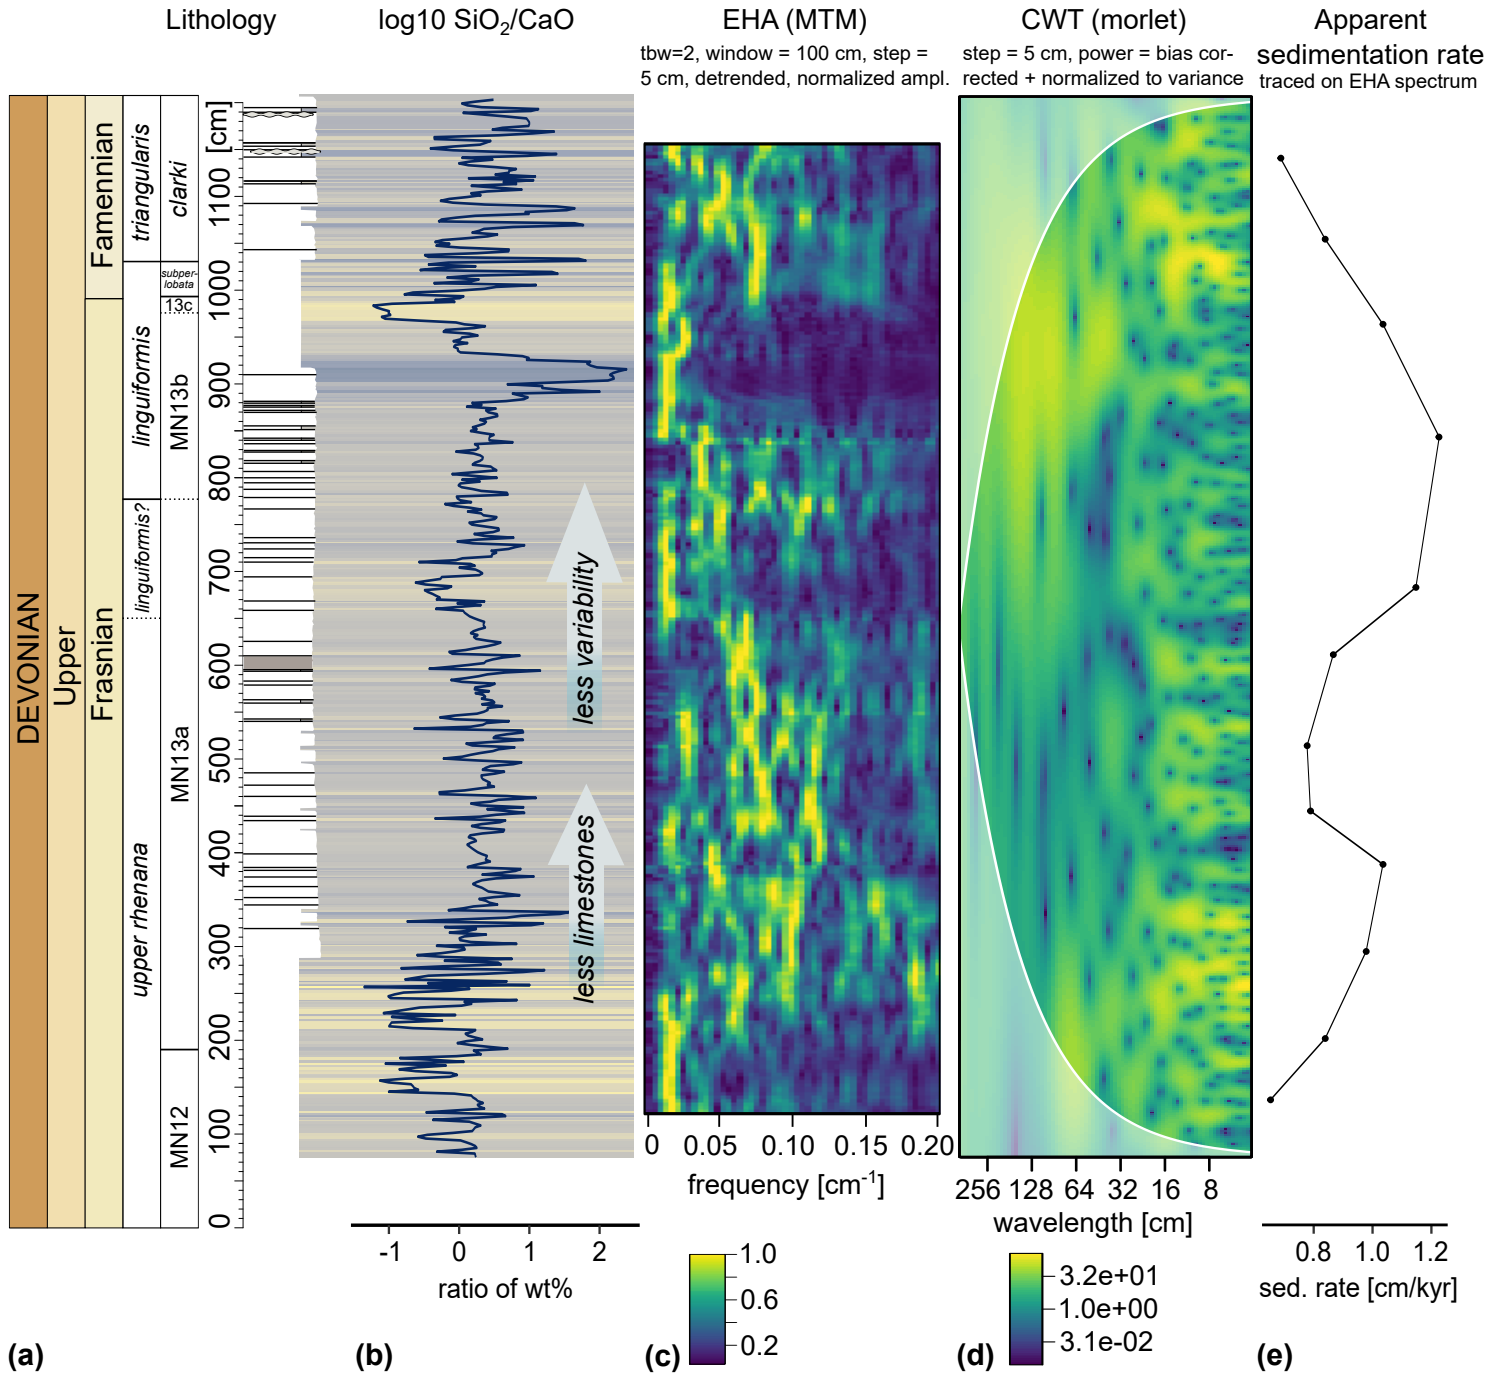 Lithology
log10 SiO₂/CaO
EHA (MTM)
tbw=2, window = 100 cm, step =
5 cm, detrended, normalized ampl.
CWT (morlet)
step = 5 cm, power = bias cor-
rected + normalized to variance
Apparent
sedimentation rate
traced on EHA spectrum
DEVONIAN
Upper
Famennian
Frasnian
triangularis
linguiformis
linguiformis?
upper rhenana
clarki
subper-
lobata
13c
MN13b
MN13a
MN12
[cm]
1100
1000
900
800
700
600
500
400
300
200
100
0
less variability
less limestones
-1 0 1 2
ratio of wt%
0 0.05 0.10 0.15 0.20
frequency [cm⁻¹]
1.0
0.6
0.2
256 128 64 32 16 8
wavelength [cm]
3.2e+01
1.0e+00
3.1e-02
0.8 1.0 1.2
sed. rate [cm/kyr]
(a)
(b)
(c)
(d)
(e)